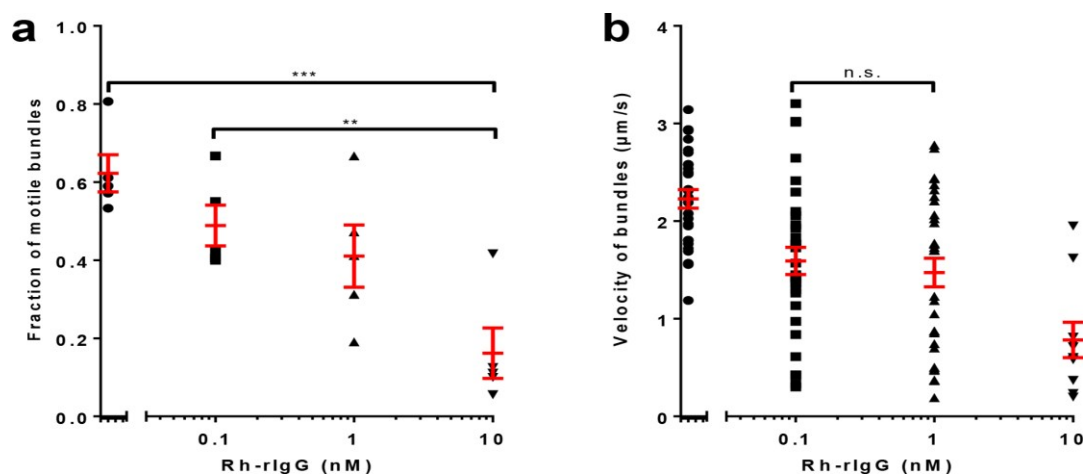 a
Fraction of motile bundles
1.0
0.8
0.6
0.4
0.2
0.0
***
**
0.1
1
10
Rh-rIgG (nM)
b
Velocity of bundles (µm/s)
4
3
2
1
0
n.s.
0.1
1
10
Rh-rIgG (nM)